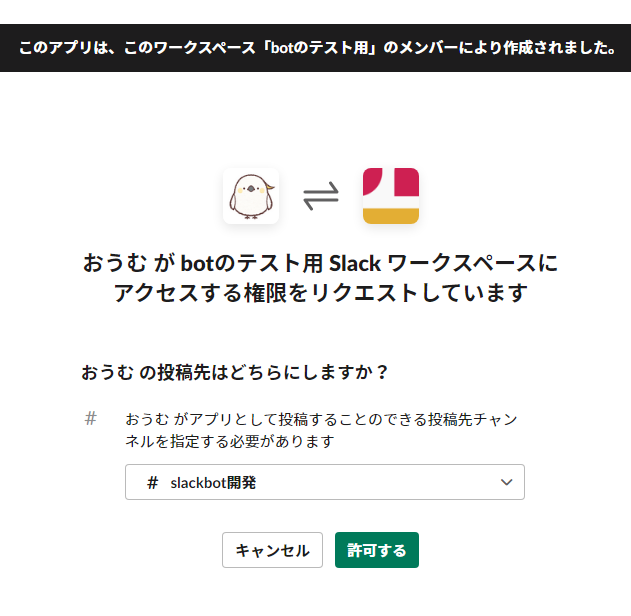 このアプリは、このワークスペース「botのテスト用」のメンバーにより作成されました。
おうむ が botのテスト用 Slack ワークスペースに
アクセスする権限をリクエストしています
おうむ の投稿先はどちらにしますか？
# おうむ がアプリとして投稿することのできる投稿先チャン
ネルを指定する必要があります
# slackbot開発
キャンセル 許可する